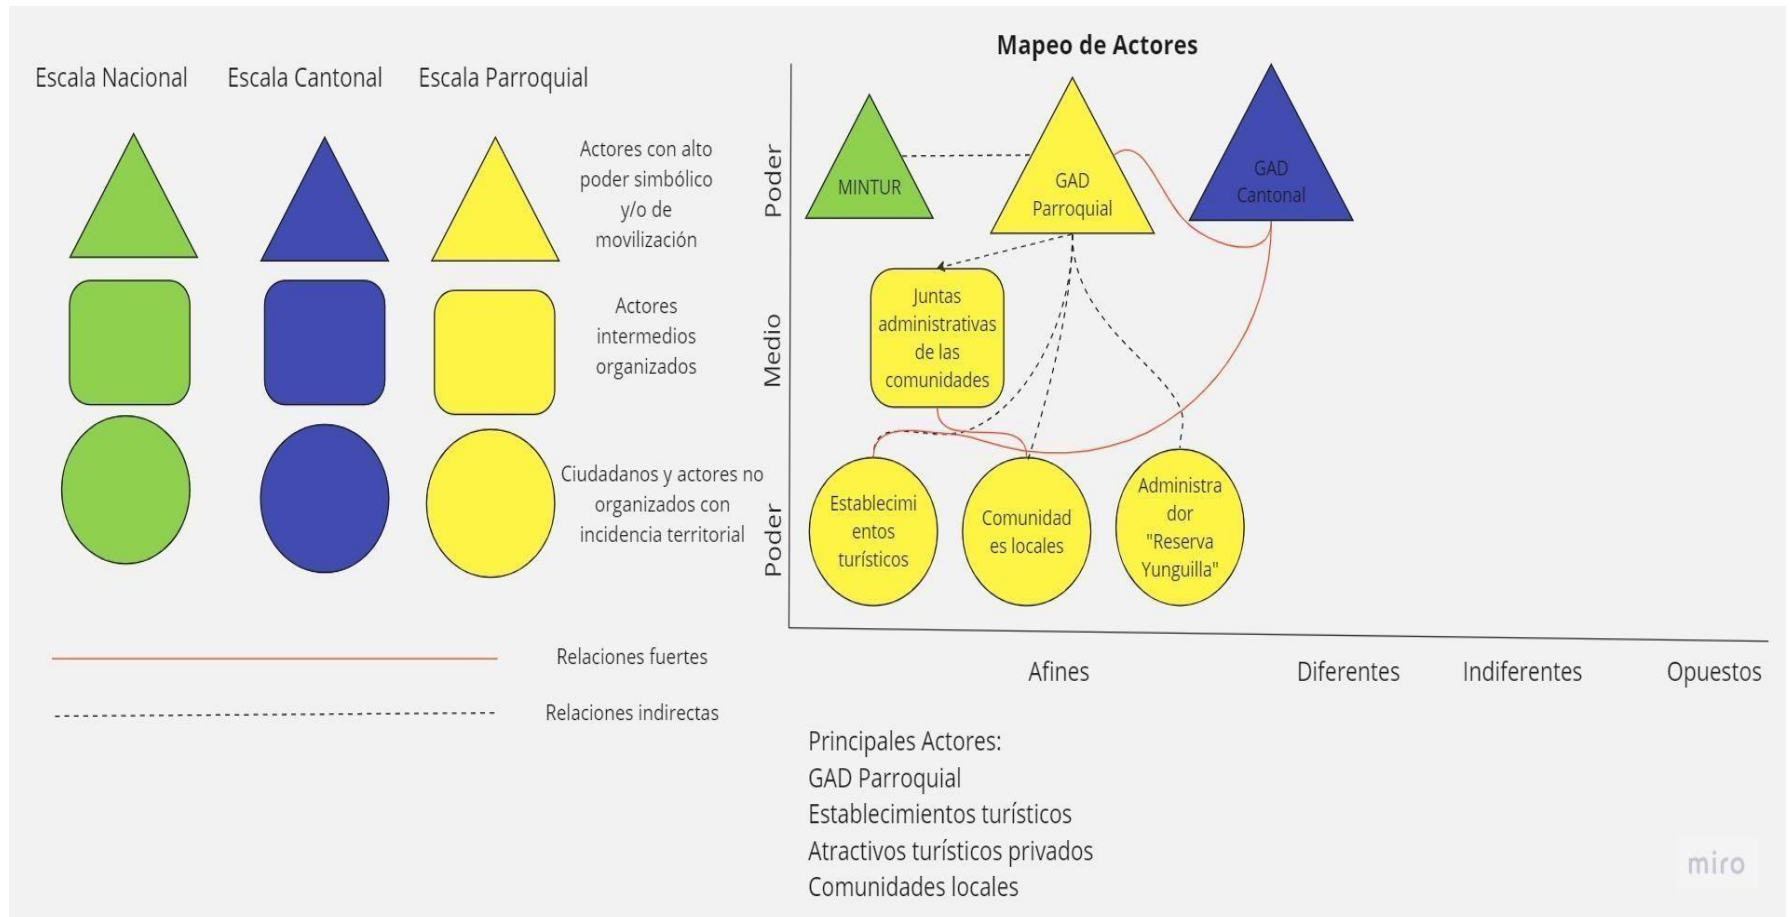 Mapeo de Actores
Escala Nacional
Escala Cantonal
Escala Parroquial
Actores con alto
poder simbólico
y/o de
movilización
Actores
intermedios
organizados
Ciudadanos y actores no
organizados con
incidencia territorial
Relaciones fuertes
Relaciones indirectas
Poder
Medio
Poder
MINTUR
GAD
Parroquial
GAD
Cantonal
Juntas
administrativas
de las
comunidades
Establecimi
entos
turísticos
Comunidad
es locales
Administra
dor
"Reserva
Yunguilla"
Afines
Diferentes
Indiferentes
Opuestos
Principales Actores:
GAD Parroquial
Establecimientos turísticos
Atractivos turísticos privados
Comunidades locales
miro